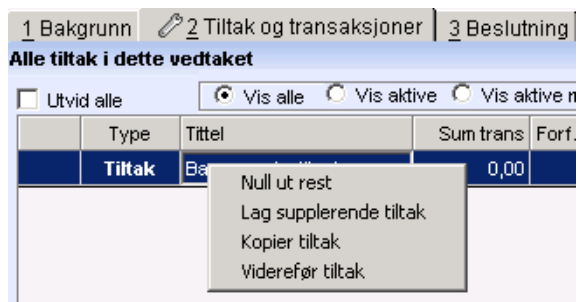 1 Bakgrunn 2 Tiltak og transaksjoner 3 Beslutning
Alle tiltak i dette vedtaket
Utvid alle Vis alle Vis aktive Vis aktive
Type Tittel Sum trans Forf.
Tiltak 0,00
Null ut rest
Lag supplerende tiltak
Kopier tiltak
Viderefør tiltak